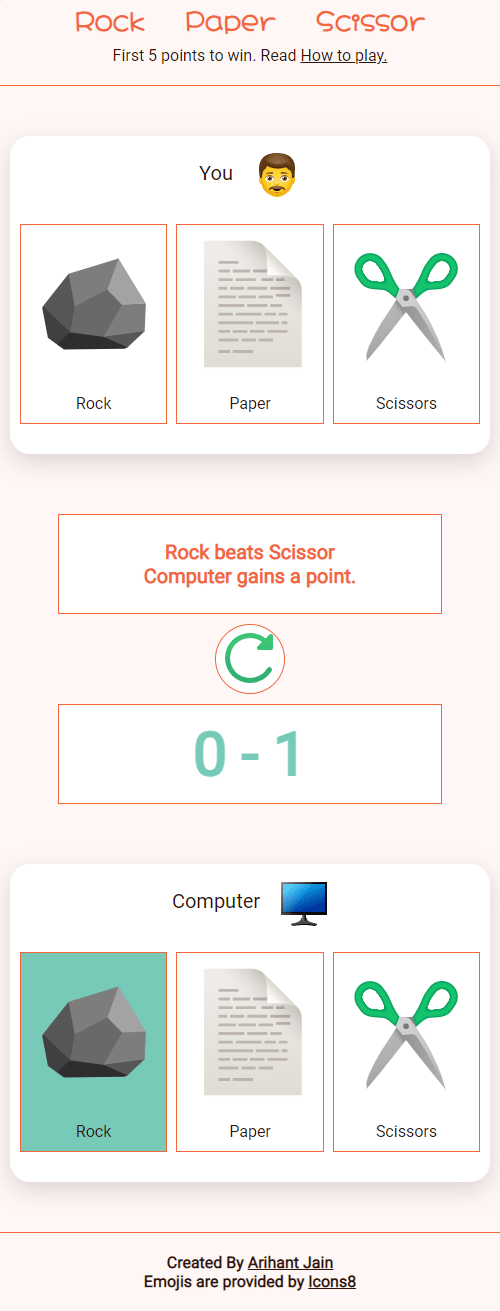 Rock Paper Scissor
First 5 points to win. Read How to play.
You
Rock Paper Scissors
Rock beats Scissor
Computer gains a point.
0 - 1
Computer
Rock Paper Scissors
Created By Arihant Jain
Emojis are provided by Icons8